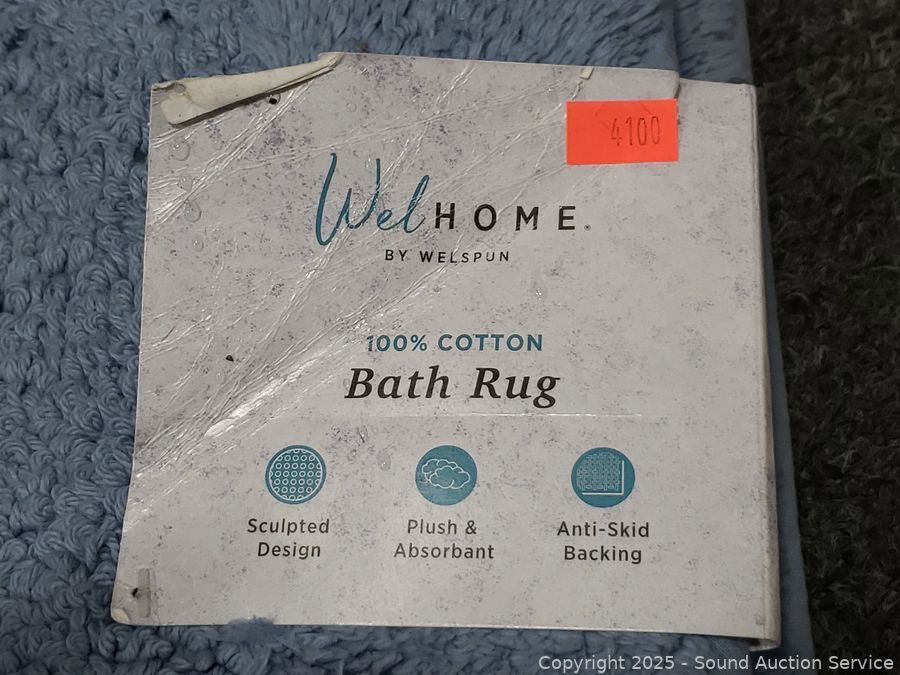 4100
WelHOME®
BY WELSPUN
100% COTTON
Bath Rug
Sculpted
Design
Plush &
Absorbant
Anti-Skid
Backing
Copyright 2025 - Sound Auction Service